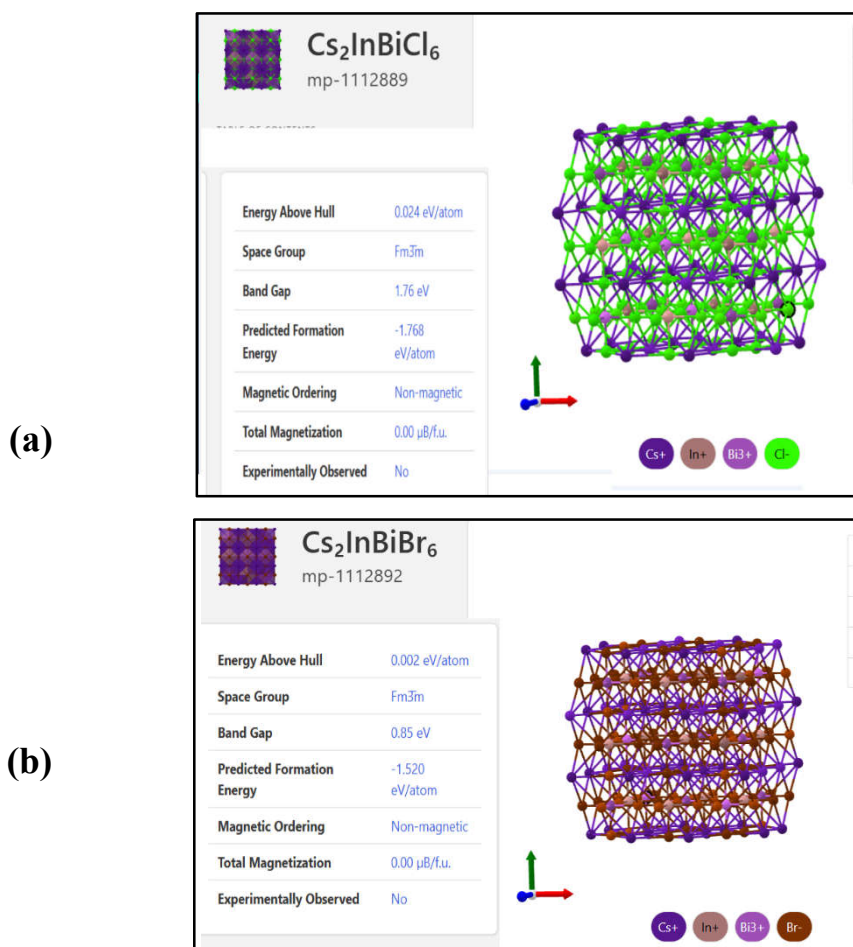 Cs₂InBiCl₆
mp-1112889
TABLE OF CONTENTS
Energy Above Hull 0.024 eV/atom
Space Group Fm3̅m
Band Gap 1.76 eV
Predicted Formation Energy -1.768 eV/atom
Magnetic Ordering Non-magnetic
Total Magnetization 0.00 μB/f.u.
Experimentally Observed No
Cs+ In+ Bi3+ Cl-
(a)
Cs₂InBiBr₆
mp-1112892
Energy Above Hull 0.002 eV/atom
Space Group Fm3̅m
Band Gap 0.85 eV
Predicted Formation Energy -1.520 eV/atom
Magnetic Ordering Non-magnetic
Total Magnetization 0.00 μB/f.u.
Experimentally Observed No
Cs+ In+ Bi3+ Br-
(b)